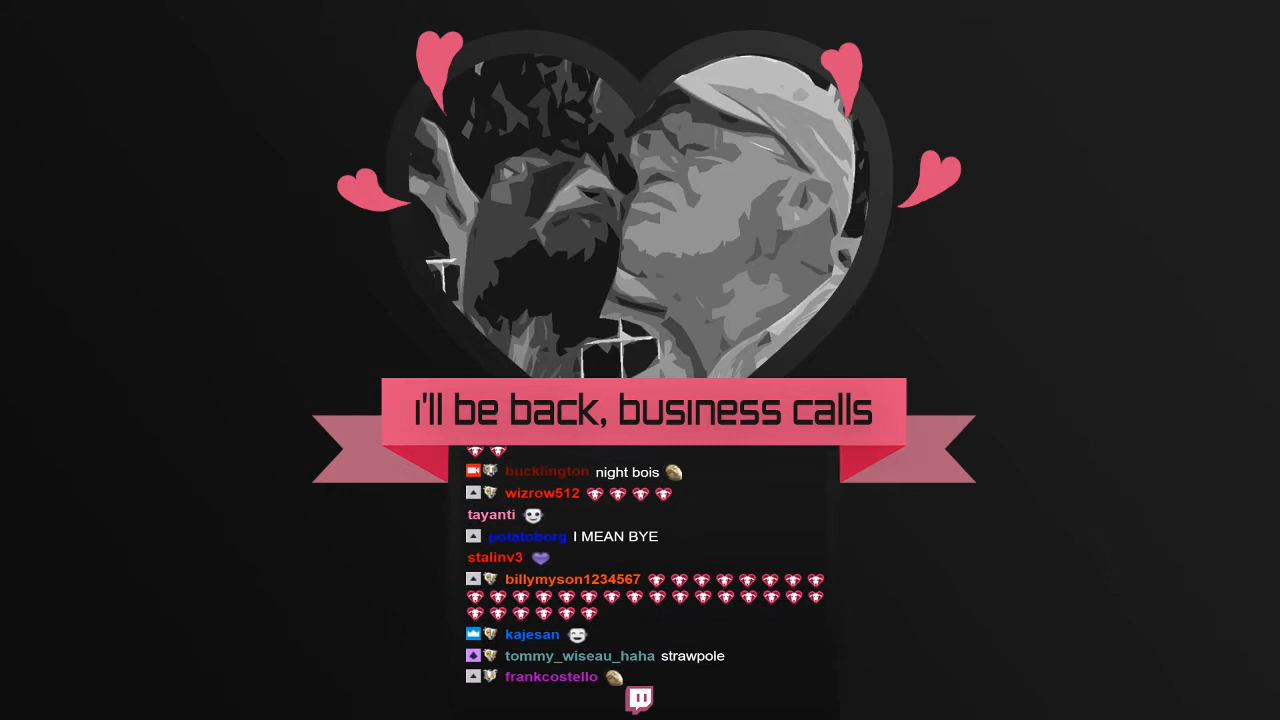 i'll be back, business calls
bucklington night bois
wizrow512
tayanti
potatoborg I MEAN BYE
stalinv3
billymyson1234567
kajesan
tommy_wiseau_haha strawpole
frankcostello